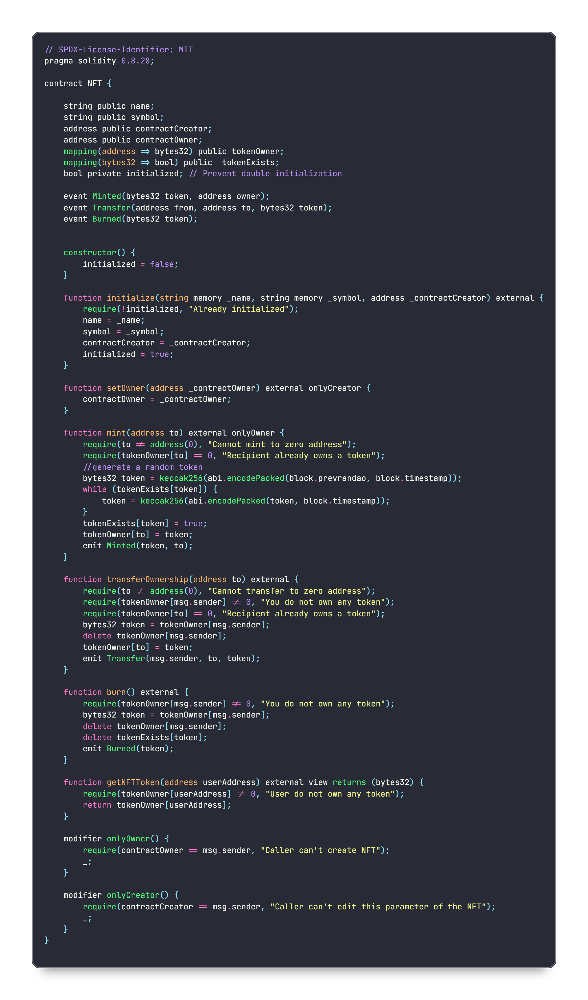 // SPDX-License-Identifier: MIT
pragma solidity 0.8.28;

contract NFT {

    string public name;
    string public symbol;
    address public contractCreator;
    address public contractOwner;
    mapping(address => bytes32) public tokenOwner;
    mapping(bytes32 => bool) public  tokenExists;
    bool private initialized; // Prevent double initialization

    event Minted(bytes32 token, address owner);
    event Transfer(address from, address to, bytes32 token);
    event Burned(bytes32 token);


    constructor() {
        initialized = false;
    }

    function initialize(string memory _name, string memory _symbol, address _contractCreator) external {
        require(!initialized, "Already initialized");
        name = _name;
        symbol = _symbol;
        contractCreator = _contractCreator;
        initialized = true;
    }

    function setOwner(address _contractOwner) external onlyCreator {
        contractOwner = _contractOwner;
    }

    function mint(address to) external onlyOwner {
        require(to != address(0), "Cannot mint to zero address");
        require(tokenOwner[to] == 0, "Recipient already owns a token");
        //generate a random token
        bytes32 token = keccak256(abi.encodePacked(block.prevrandao, block.timestamp));
        while (tokenExists[token]) {
            token = keccak256(abi.encodePacked(token, block.timestamp));
        }
        tokenExists[token] = true;
        tokenOwner[to] = token;
        emit Minted(token, to);
    }

    function transferOwnership(address to) external {
        require(to != address(0), "Cannot transfer to zero address");
        require(tokenOwner[msg.sender] != 0, "You do not own any token");
        require(tokenOwner[to] == 0, "Recipient already owns a token");
        bytes32 token = tokenOwner[msg.sender];
        delete tokenOwner[msg.sender];
        tokenOwner[to] = token;
        emit Transfer(msg.sender, to, token);
    }

    function burn() external {
        require(tokenOwner[msg.sender] != 0, "You do not own any token");
        bytes32 token = tokenOwner[msg.sender];
        delete tokenOwner[msg.sender];
        delete tokenExists[token];
        emit Burned(token);
    }

    function getNFTToken(address userAddress) external view returns (bytes32) {
        require(tokenOwner[userAddress] != 0, "User do not own any token");
        return tokenOwner[userAddress];
    }

    modifier onlyOwner() {
        require(contractOwner == msg.sender, "Caller can't create NFT");
        _;
    }

    modifier onlyCreator() {
        require(contractCreator == msg.sender, "Caller can't edit this parameter of the NFT");
        _;
    }
}